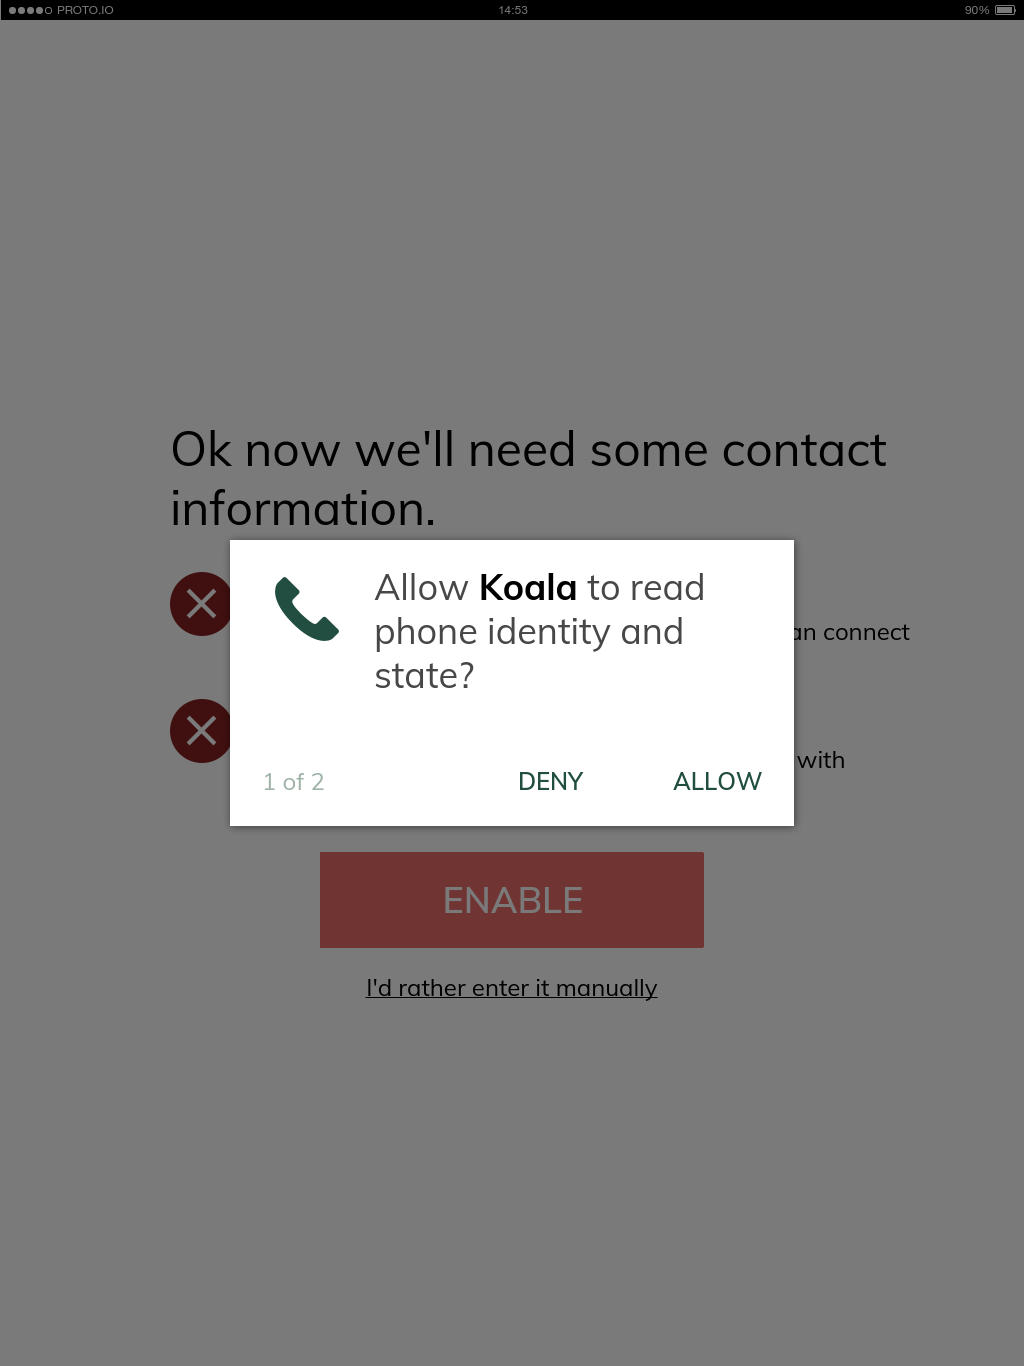 PROTO.IO 14:53 90%
Ok now we'll need some contact
information.
Allow Koala to read
phone identity and
state?
an connect
with
1 of 2 DENY ALLOW
ENABLE
I'd rather enter it manually